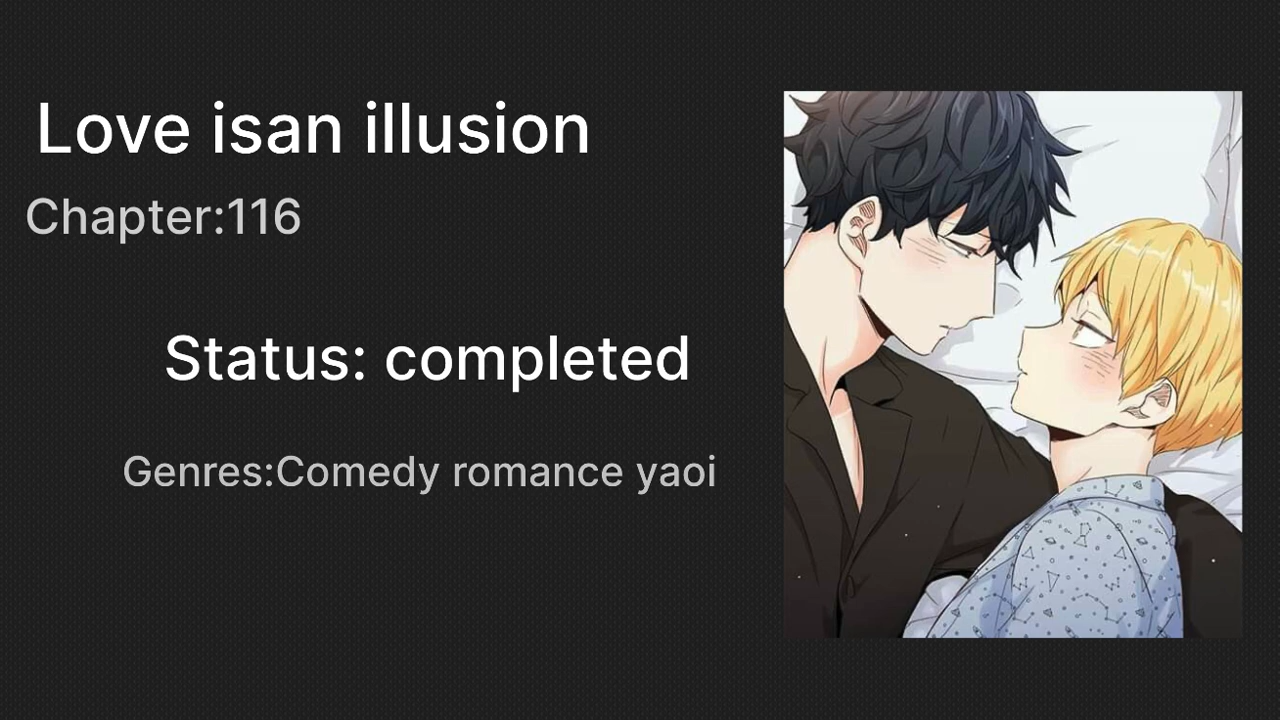 Love isan illusion
Chapter:116
Status: completed
Genres:Comedy romance yaoi